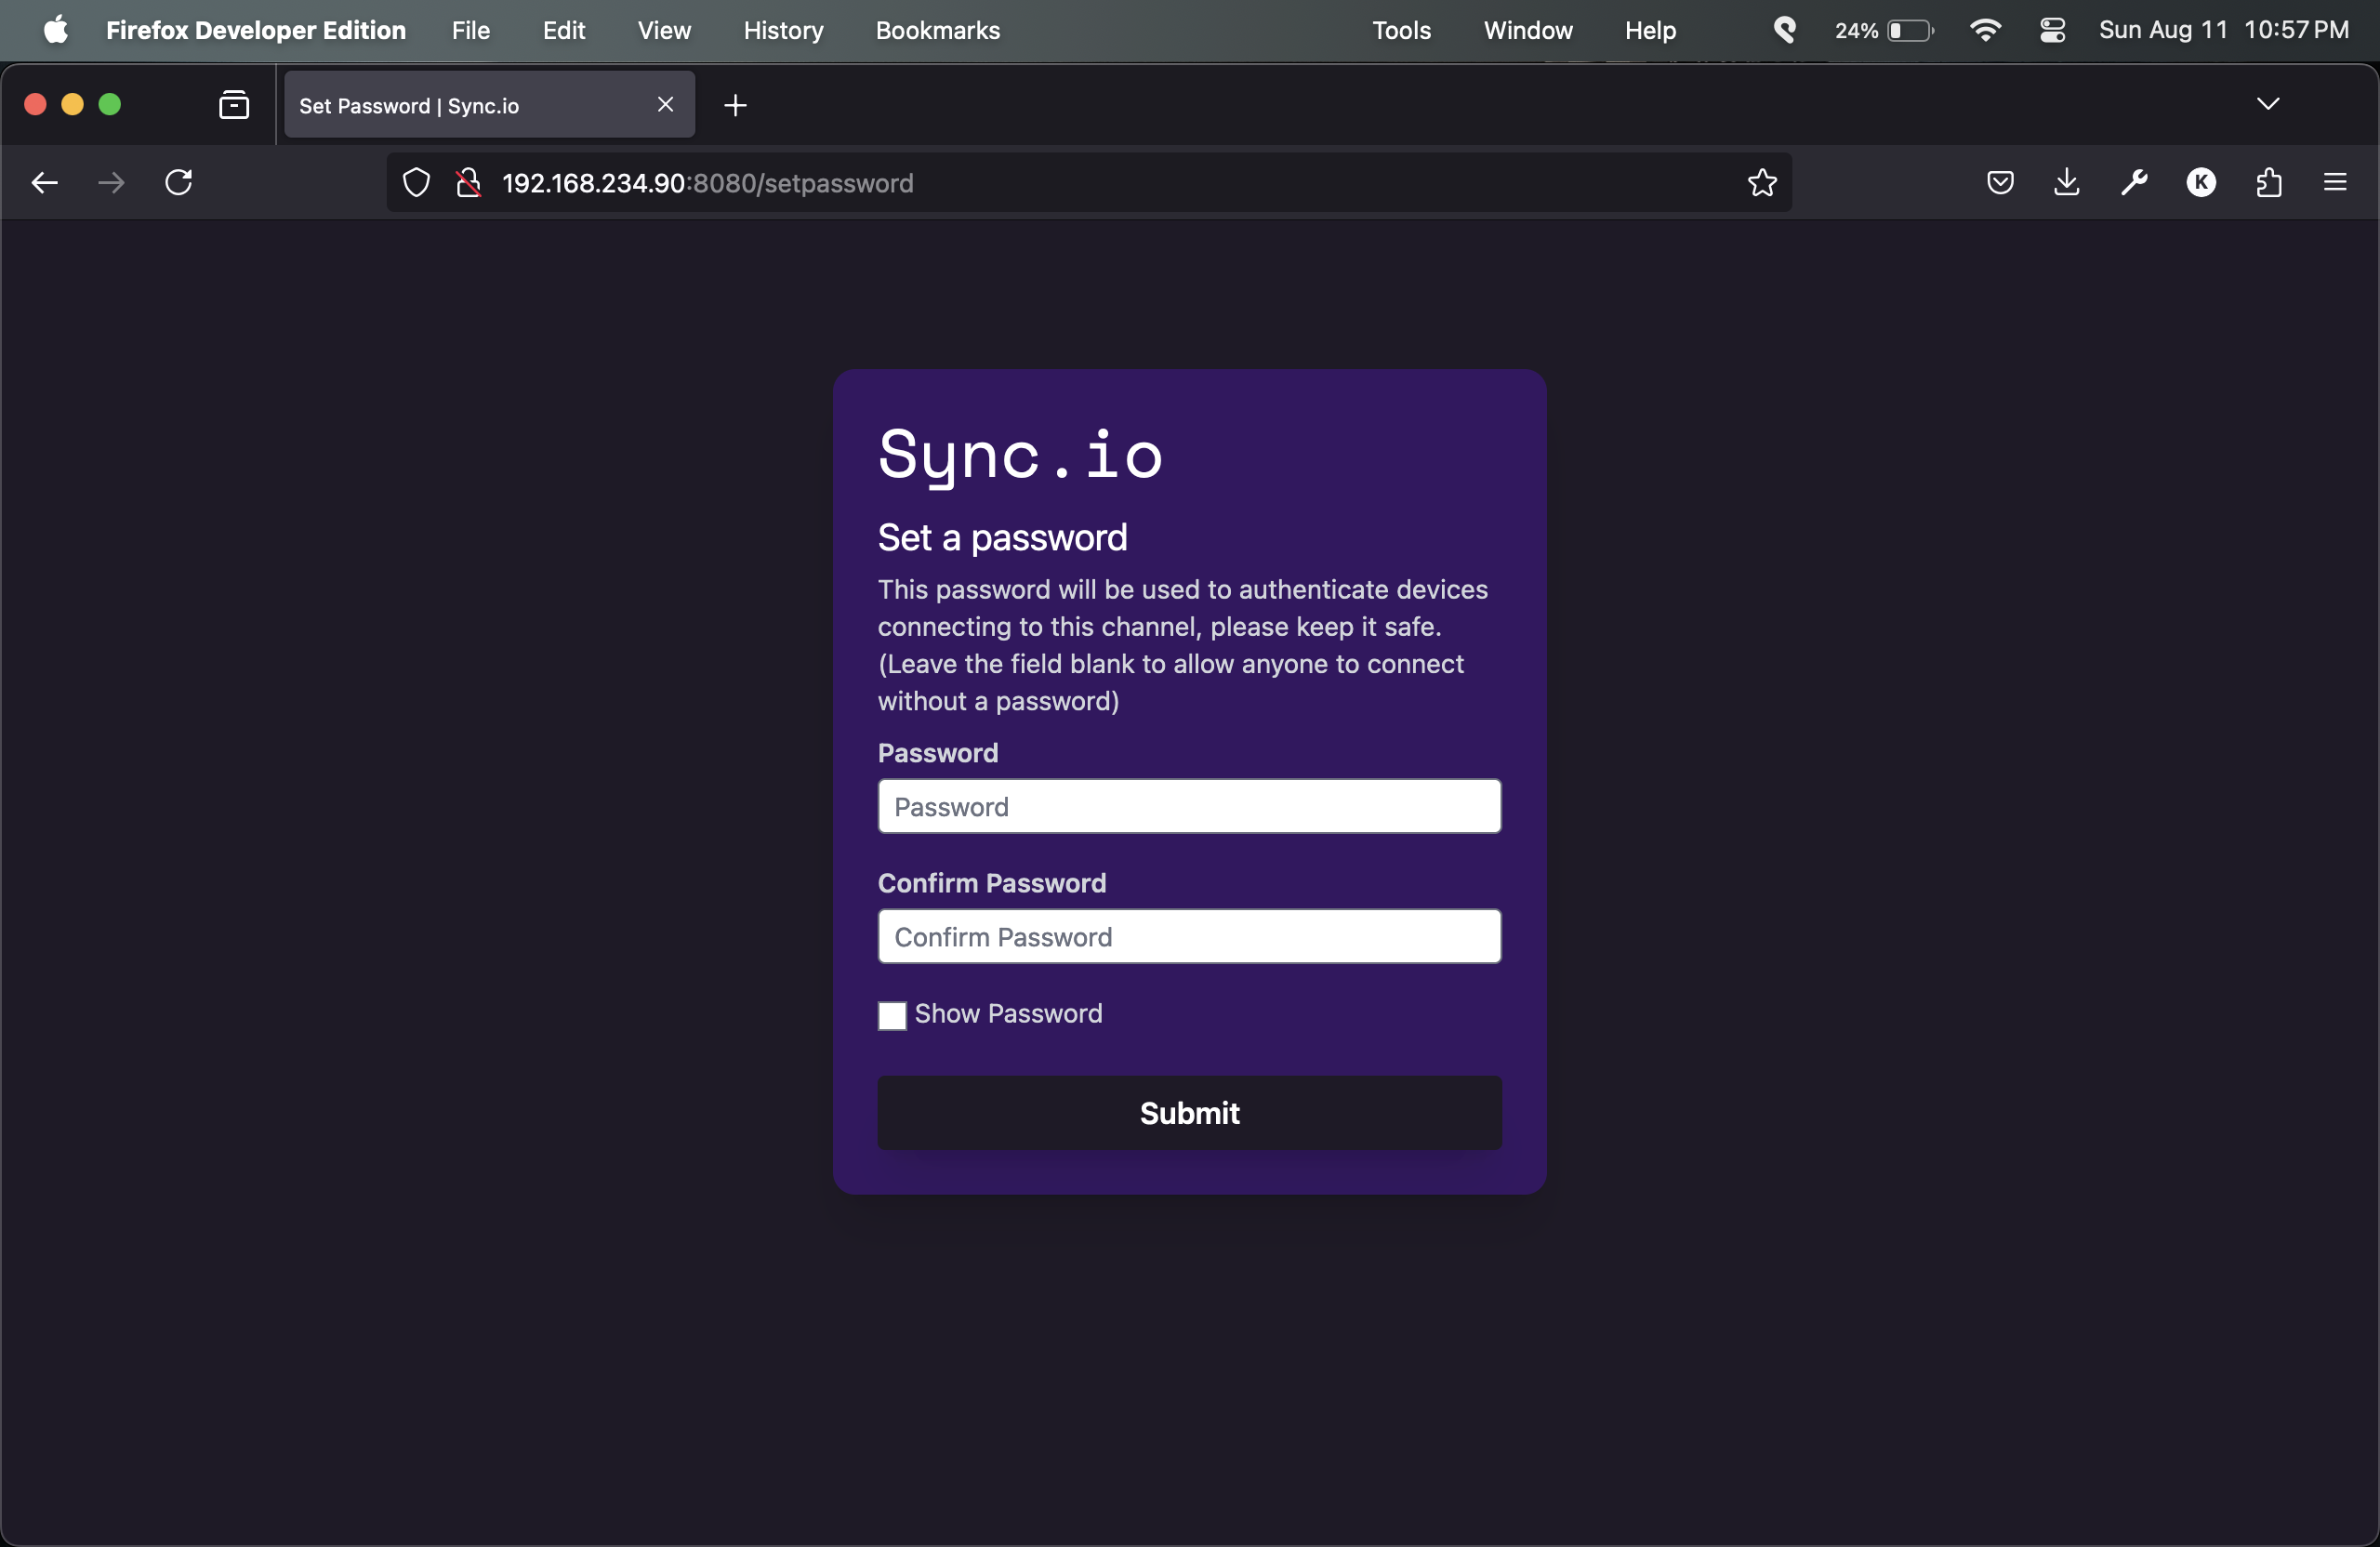 Firefox Developer Edition File Edit View History Bookmarks Tools Window Help 24% Sun Aug 11 10:57 PM
Set Password | Sync.io
192.168.234.90:8080/setpassword
K
Sync.io
Set a password
This password will be used to authenticate devices
connecting to this channel, please keep it safe.
(Leave the field blank to allow anyone to connect
without a password)
Password
Password
Confirm Password
Confirm Password
Show Password
Submit